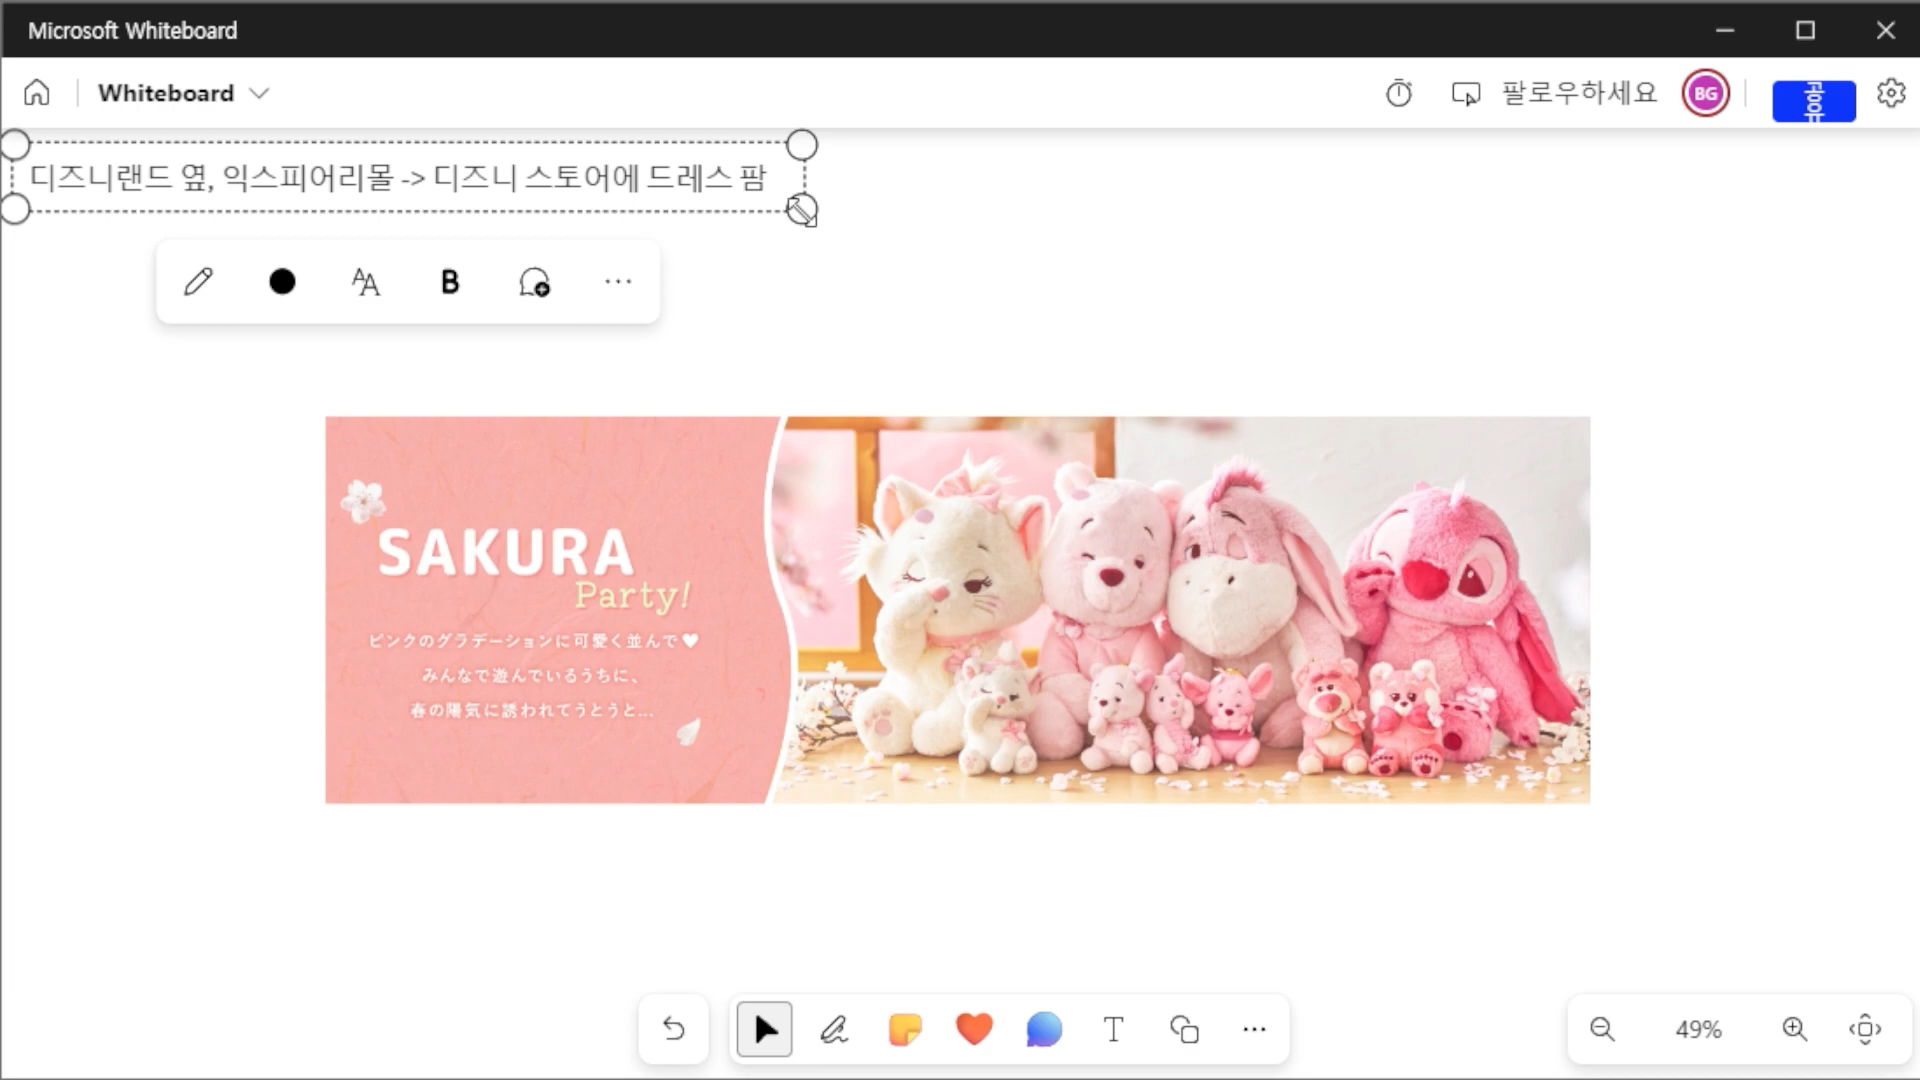 Microsoft Whiteboard
Whiteboard
팔로우하세요
BG
공유
디즈니랜드 옆, 익스피어리몰 -> 디즈니 스토어에 드레스 팜
B
SAKURA
Party!
ピンクのグラデーションに可愛く並んで♥
みんなで遊んでいるうちに、
春の陽気に誘われてうとうと...
49%